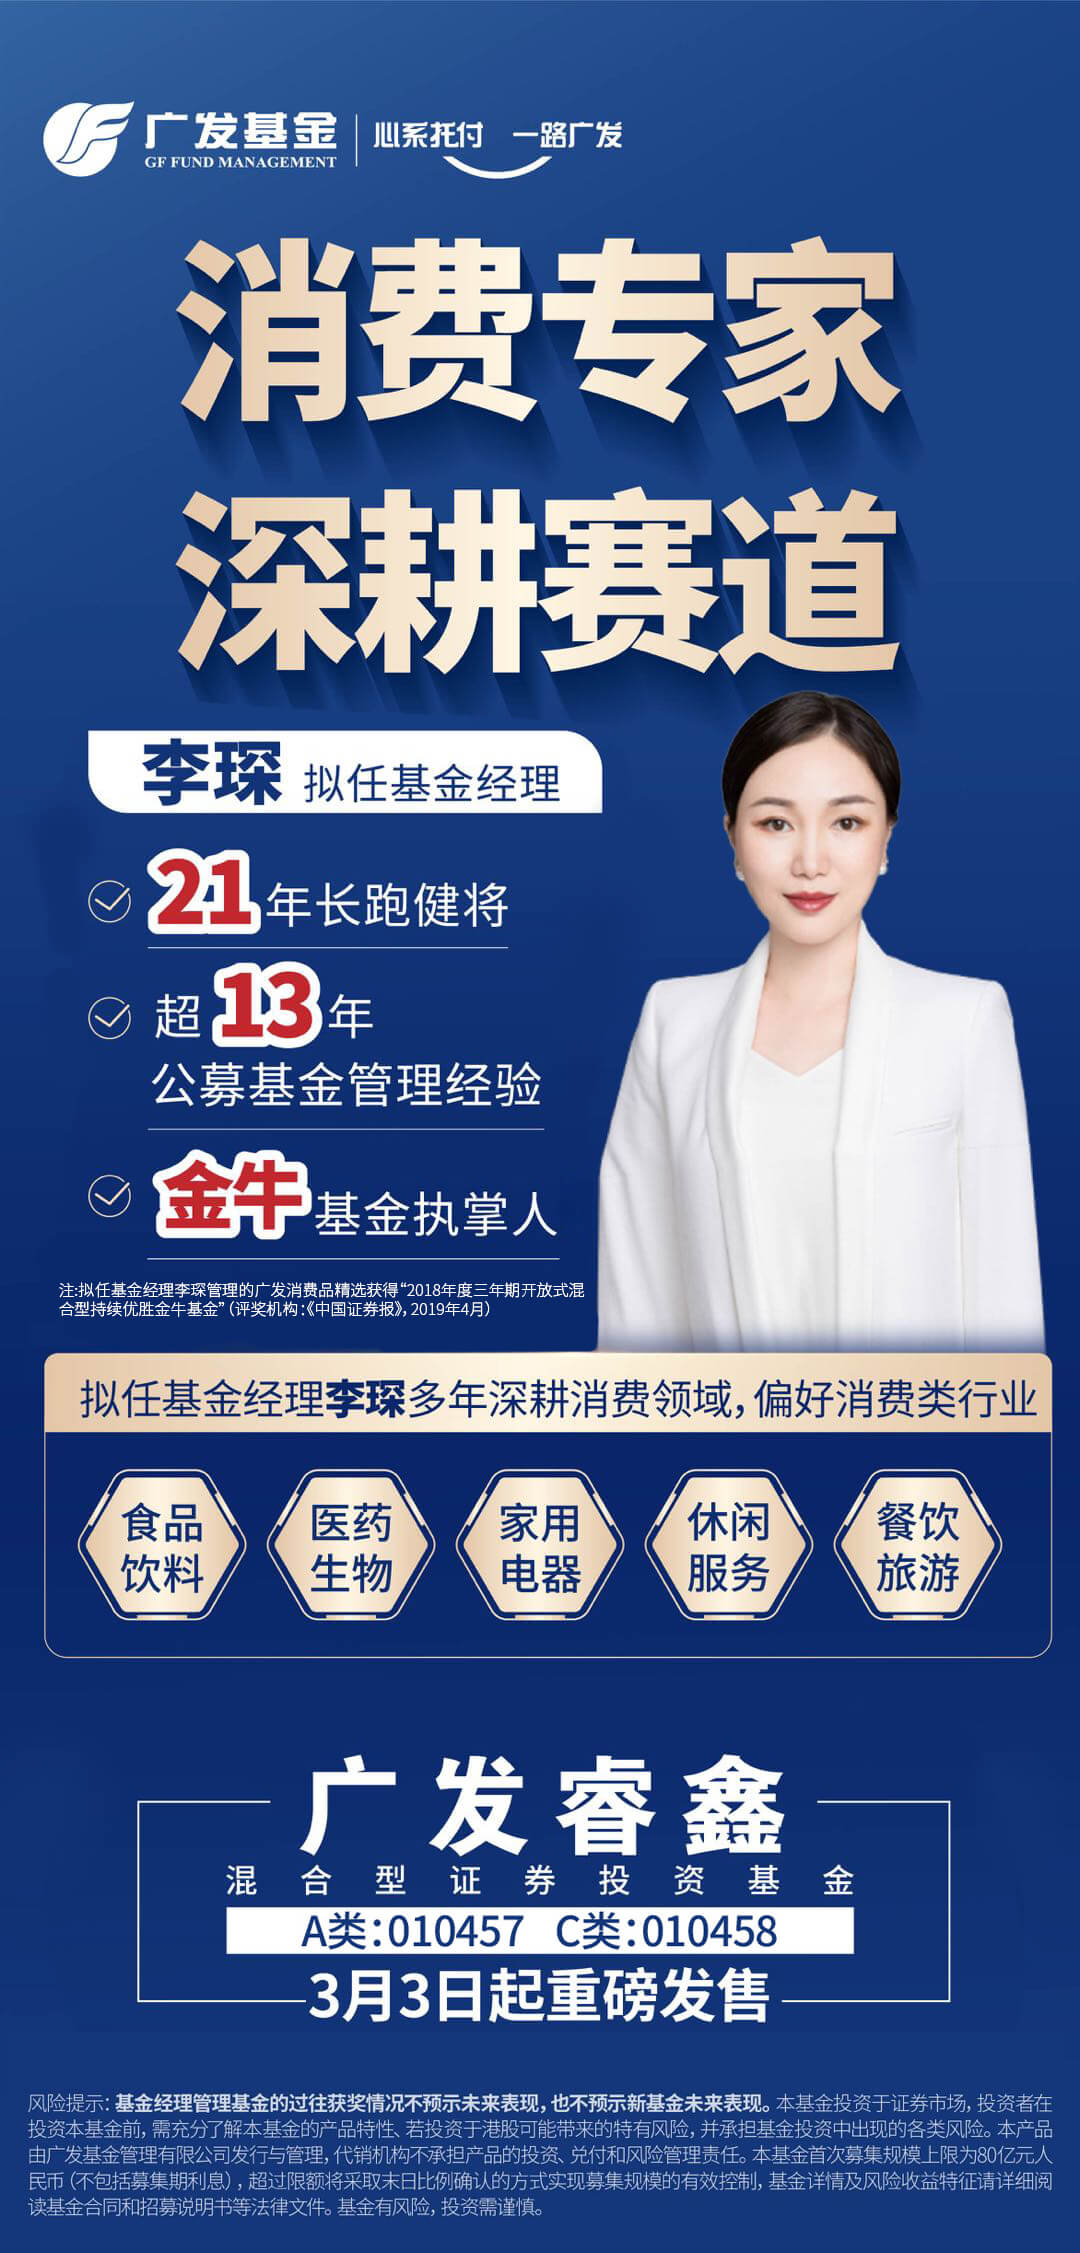 广发基金
GF FUND MANAGEMENT
心系托付 一路广发
消费专家
深耕赛道
李琛 拟任基金经理
21年长跑健将
超13年
公募基金管理经验
金牛基金执掌人
注:拟任基金经理李琛管理的广发消费品精选获得“2018年度三年期开放式混
合型持续优胜金牛基金”（评奖机构:《中国证券报》，2019年4月）
拟任基金经理李琛多年深耕消费领域，偏好消费类行业
食品
饮料
医药
生物
家用
电器
休闲
服务
餐饮
旅游
广发睿鑫
混合型证券投资基金
A类:010457 C类:010458
3月3日起重磅发售
风险提示：基金经理管理基金的过往获奖情况不预示未来表现，也不预示新基金未来表现。本基金投资于证券市场，投资者在
投资本基金前，需充分了解本基金的产品特性、若投资于港股可能带来的特有风险，并承担基金投资中出现的各类风险。本产品
由广发基金管理有限公司发行与管理，代销机构不承担产品的投资、兑付和风险管理责任。本基金首次募集规模上限为80亿元人
民币（不包括募集期利息），超过限额将采取末日比例确认的方式实现募集规模的有效控制，基金详情及风险收益特征请详细阅
读基金合同和招募说明书等法律文件。基金有风险，投资需谨慎。